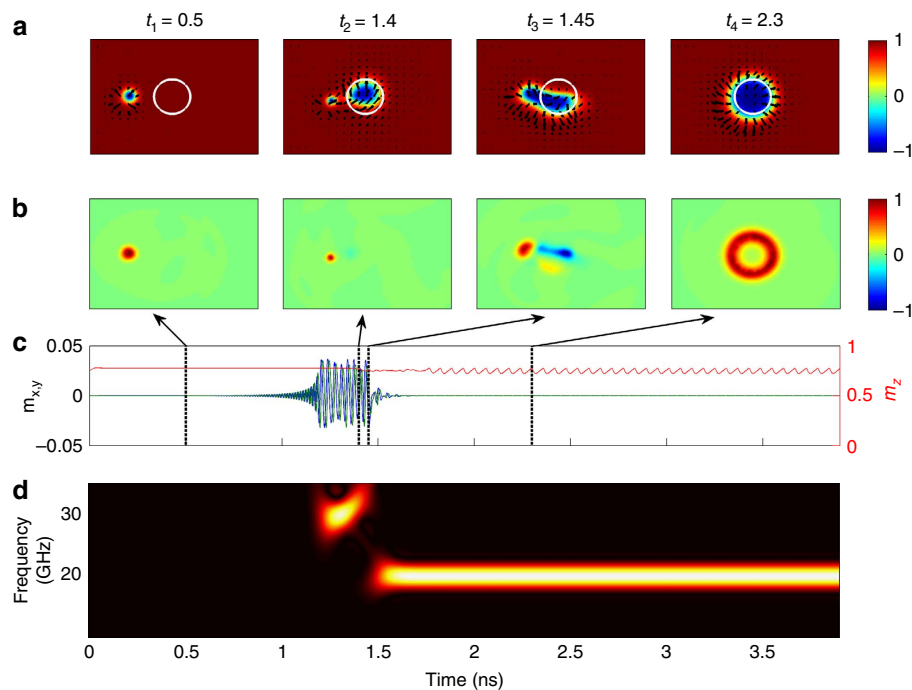 a
t1 = 0.5
t2 = 1.4
t3 = 1.45
t4 = 2.3
1
0
−1
b
1
0
−1
c
0.05
0
−0.05
mx,y
1
0.5
0
mz
d
30
20
Frequency
(GHz)
0
0.5
1
1.5
2
2.5
3
3.5
Time (ns)